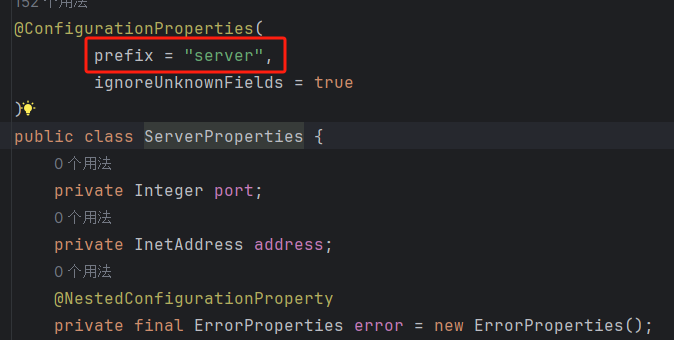 152 个用法
@ConfigurationProperties(
prefix = "server",
ignoreUnknownFields = true
)
public class ServerProperties {
0 个用法
private Integer port;
0 个用法
private InetAddress address;
0 个用法
@NestedConfigurationProperty
private final ErrorProperties error = new ErrorProperties();